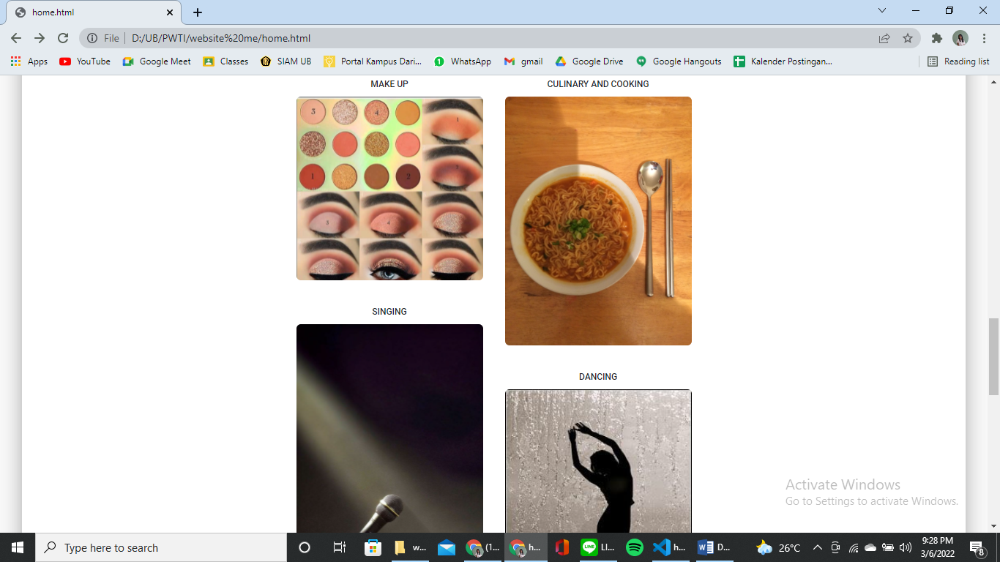 home.html
File D:/UB/PWTI/website%20me/home.html
Apps YouTube Google Meet Classes SIAM UB Portal Kampus Dari... WhatsApp gmail Google Drive Google Hangouts Kalender Postingan... Reading list
MAKE UP
CULINARY AND COOKING
3 4 1
1 2
3 4
SINGING
DANCING
Activate Windows
Go to Settings to activate Windows.
Type here to search
w... (1... h... LI... h... D... 26°C
9:28 PM
3/6/2022
8